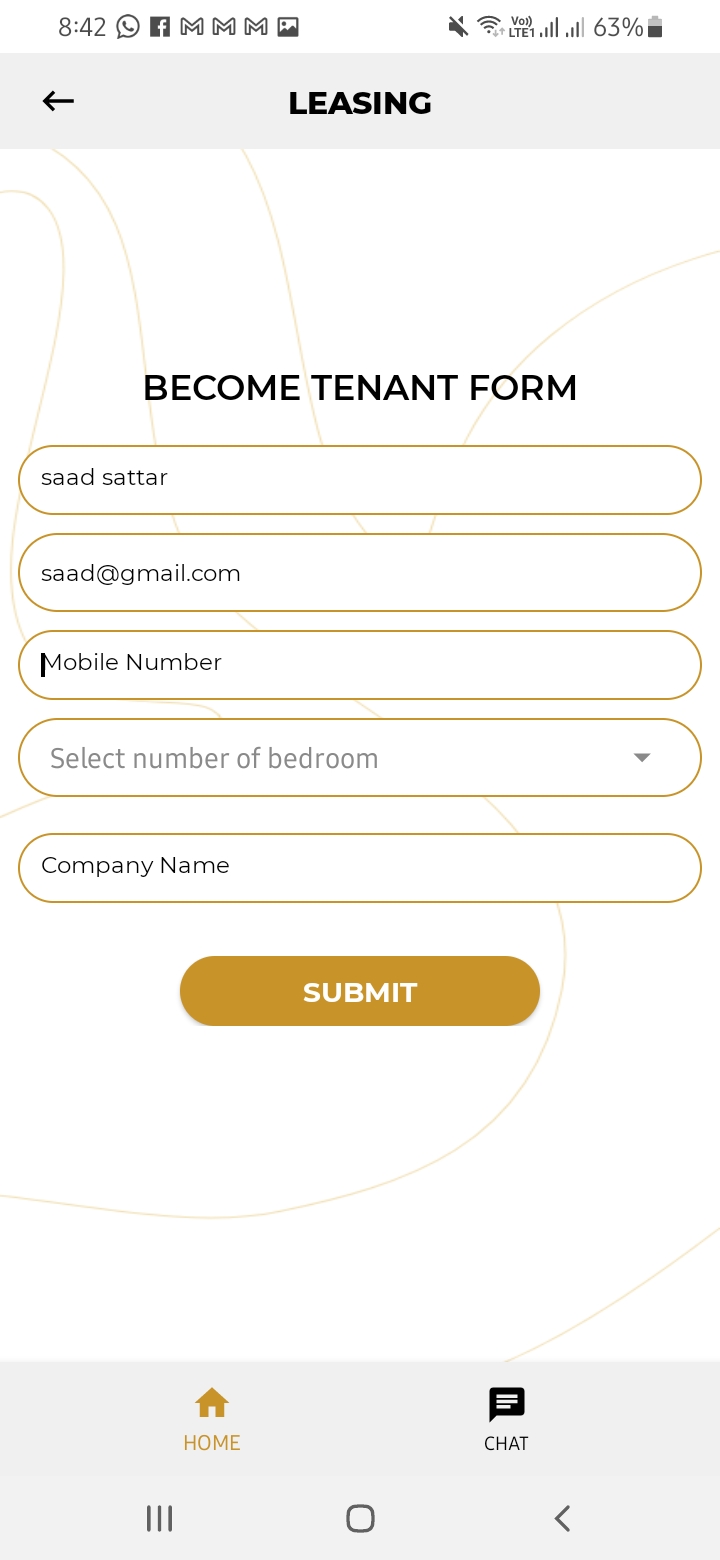 8:42 Vo)) LTE1 63%
LEASING
BECOME TENANT FORM
saad sattar
saad@gmail.com
Mobile Number
Select number of bedroom
Company Name
SUBMIT
HOME CHAT